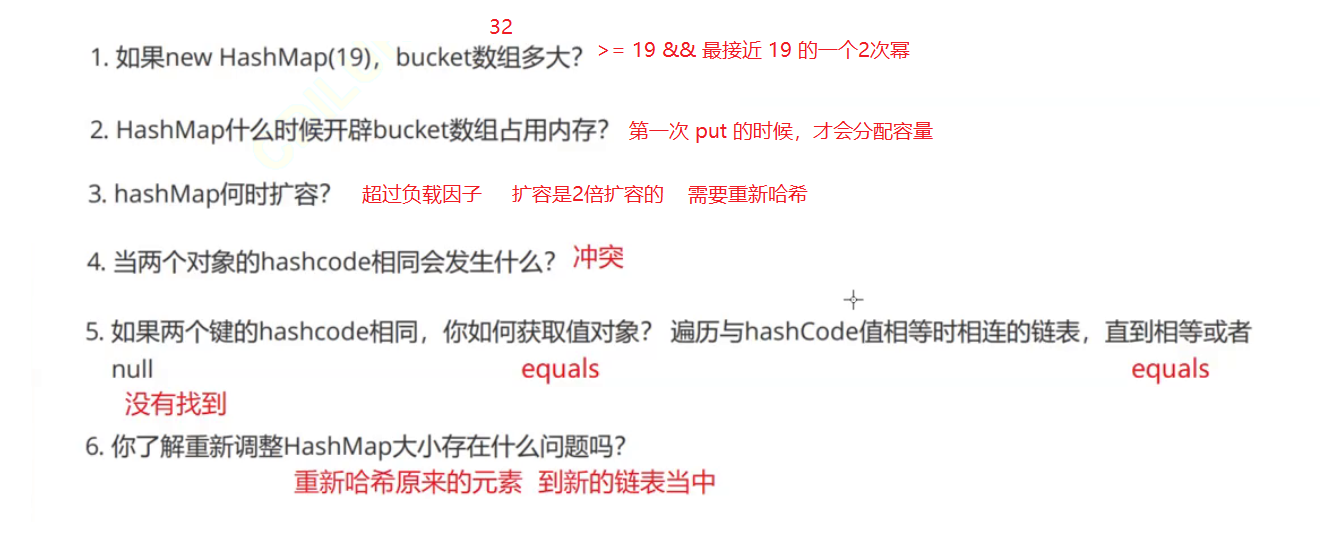 32
1. 如果new HashMap(19)，bucket数组多大？ >= 19 && 最接近 19 的一个2次幂
2. HashMap什么时候开辟bucket数组占用内存？ 第一次 put 的时候，才会分配容量
3. hashMap何时扩容？ 超过负载因子 扩容是2倍扩容的 需要重新哈希
4. 当两个对象的hashcode相同会发生什么？ 冲突
5. 如果两个键的hashcode相同，你如何获取值对象？ 遍历与hashCode值相等时相连的链表，直到相等或者
null equals equals
没有找到
6. 你了解重新调整HashMap大小存在什么问题吗？
重新哈希原来的元素 到新的链表当中